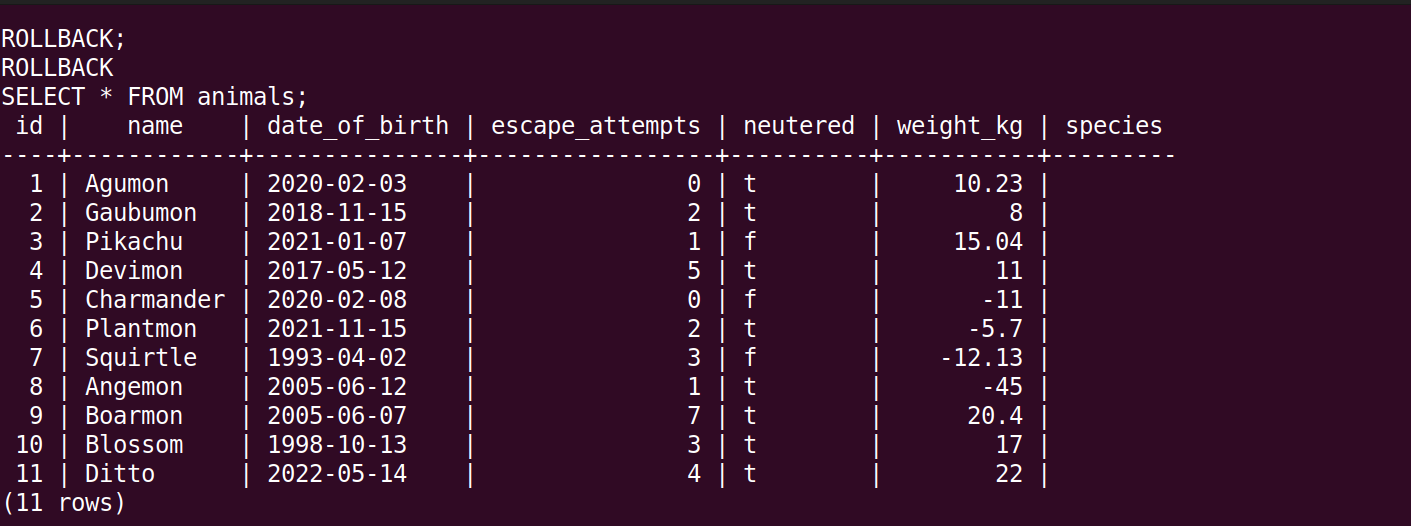 ROLLBACK;
ROLLBACK
SELECT * FROM animals;
 id |    name    | date_of_birth | escape_attempts | neutered | weight_kg | species
----+------------+---------------+-----------------+----------+-----------+---------
  1 | Agumon     | 2020-02-03    |               0 | t        |     10.23 |
  2 | Gaubumon   | 2018-11-15    |               2 | t        |         8 |
  3 | Pikachu    | 2021-01-07    |               1 | f        |     15.04 |
  4 | Devimon    | 2017-05-12    |               5 | t        |        11 |
  5 | Charmander | 2020-02-08    |               0 | f        |       -11 |
  6 | Plantmon   | 2021-11-15    |               2 | t        |      -5.7 |
  7 | Squirtle   | 1993-04-02    |               3 | f        |    -12.13 |
  8 | Angemon    | 2005-06-12    |               1 | t        |       -45 |
  9 | Boarmon    | 2005-06-07    |               7 | t        |      20.4 |
 10 | Blossom    | 1998-10-13    |               3 | t        |        17 |
 11 | Ditto      | 2022-05-14    |               4 | t        |        22 |
(11 rows)